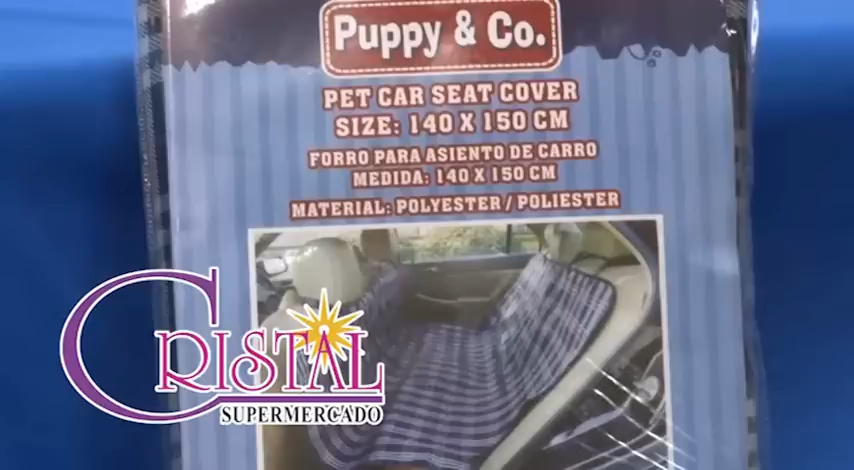 Puppy & Co.
PET CAR SEAT COVER
SIZE: 140 X 150 CM
FORRO PARA ASIENTO DE CARRO
MEDIDA: 140 X 150 CM
MATERIAL: POLYESTER / POLIESTER
CRISTAL
SUPERMERCADO